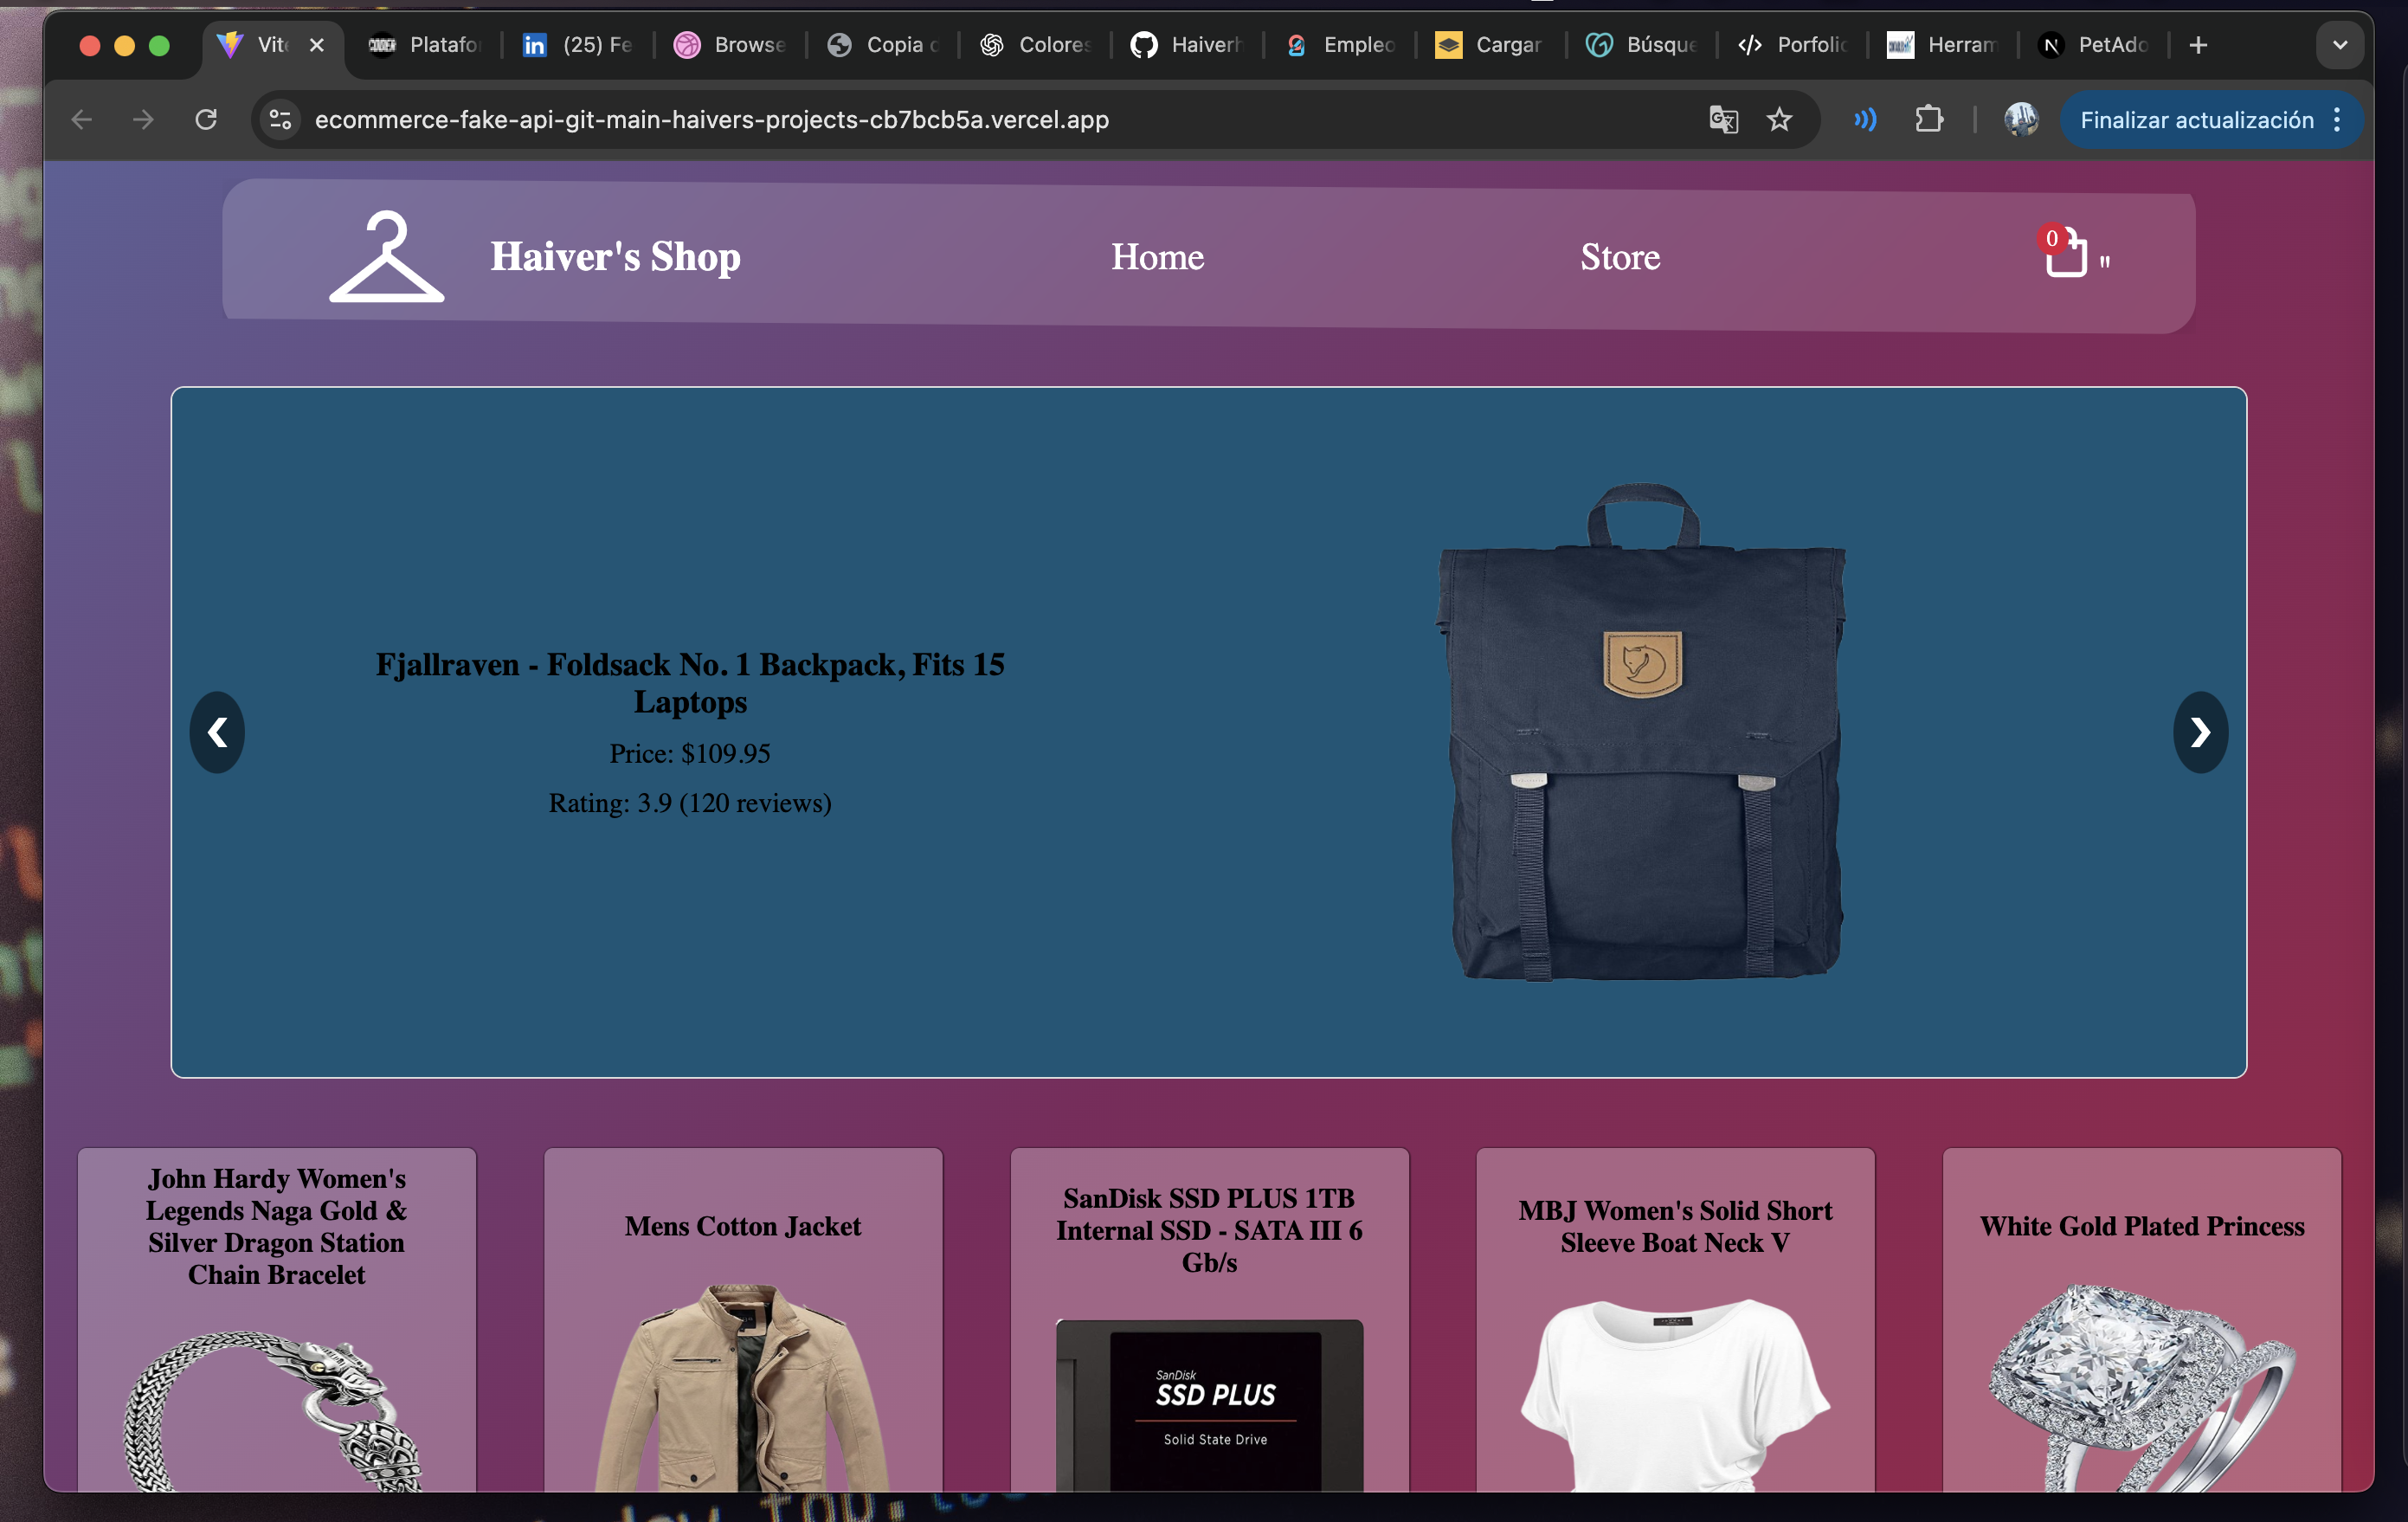 Vit
Platafo
(25) Fe
Browse
Copia
Colores
Haiverh
Empleo
Cargar
Búsque
Porfolio
Herram
PetAdo
ecommerce-fake-api-git-main-haivers-projects-cb7bcb5a.vercel.app
Finalizar actualización
Haiver's Shop
Home
Store
0
"
Fjallraven - Foldsack No. 1 Backpack, Fits 15
Laptops
Price: $109.95
Rating: 3.9 (120 reviews)
❮
❯
John Hardy Women's
Legends Naga Gold &
Silver Dragon Station
Chain Bracelet
Mens Cotton Jacket
SanDisk SSD PLUS 1TB
Internal SSD - SATA III 6
Gb/s
SanDisk
SSD PLUS
Solid State Drive
MBJ Women's Solid Short
Sleeve Boat Neck V
White Gold Plated Princess